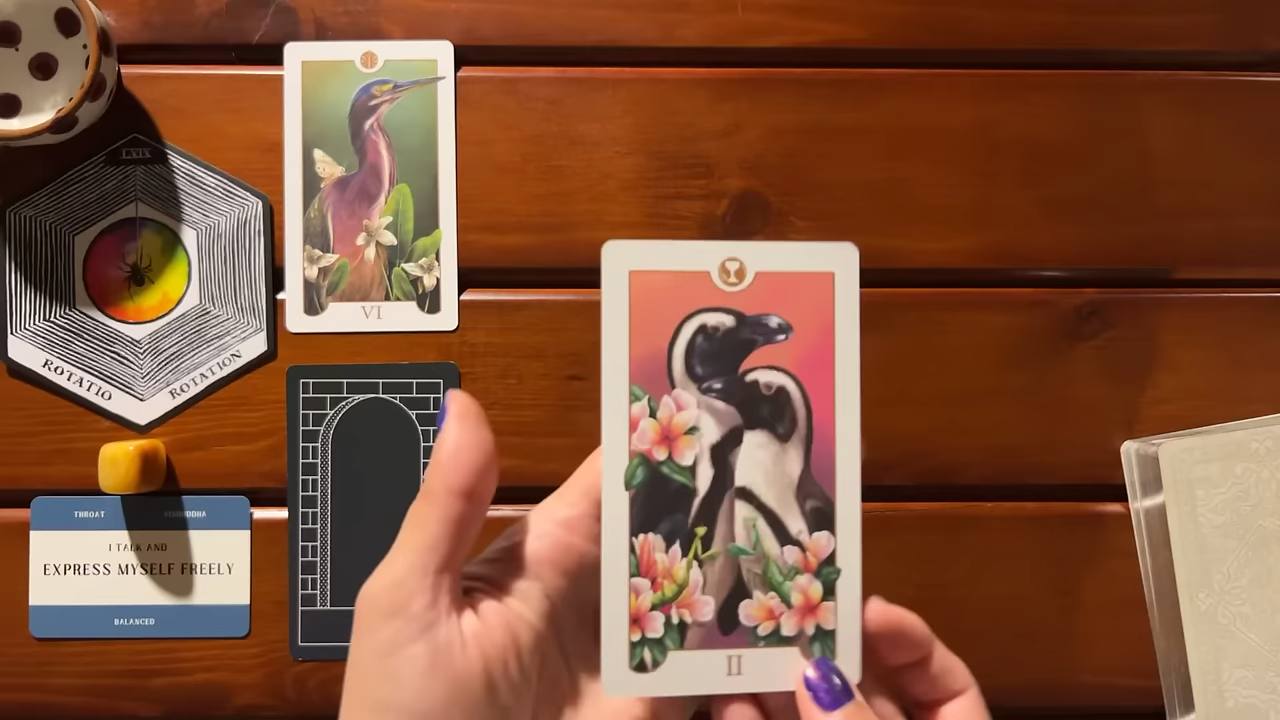 LXIX
ROTATIO
ROTATION
VI
II
THROAT
VISHUDDHA
I TALK AND
EXPRESS MYSELF FREELY
BALANCED